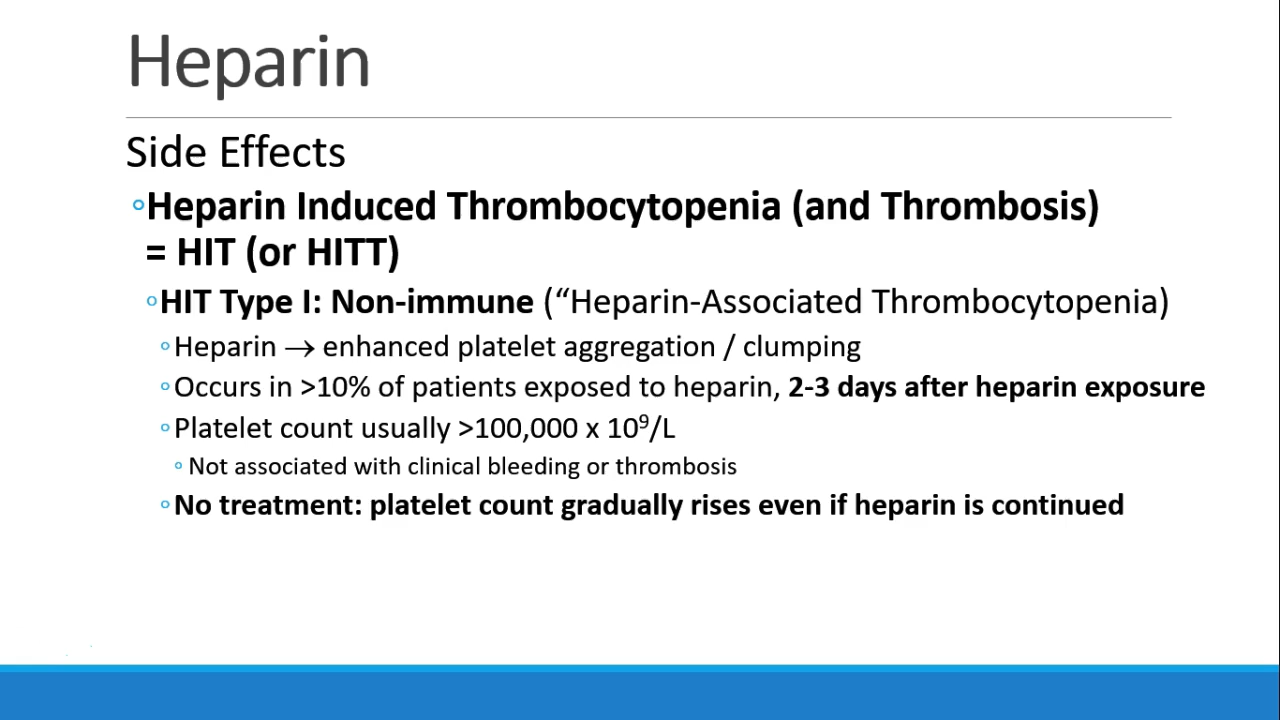 Heparin
Side Effects
◦Heparin Induced Thrombocytopenia (and Thrombosis)
= HIT (or HITT)
◦HIT Type I: Non-immune (“Heparin-Associated Thrombocytopenia)
◦Heparin → enhanced platelet aggregation / clumping
◦Occurs in >10% of patients exposed to heparin, 2-3 days after heparin exposure
◦Platelet count usually >100,000 x 10⁹/L
◦Not associated with clinical bleeding or thrombosis
◦No treatment: platelet count gradually rises even if heparin is continued